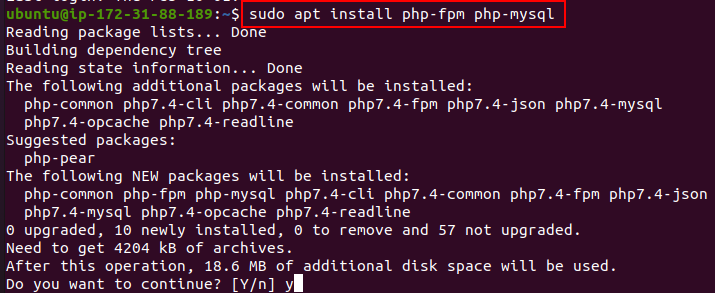 ubuntu@ip-172-31-88-189:~$ sudo apt install php-fpm php-mysql
Reading package lists... Done
Building dependency tree
Reading state information... Done
The following additional packages will be installed:
  php-common php7.4-cli php7.4-common php7.4-fpm php7.4-json php7.4-mysql
  php7.4-opcache php7.4-readline
Suggested packages:
  php-pear
The following NEW packages will be installed:
  php-common php-fpm php-mysql php7.4-cli php7.4-common php7.4-fpm php7.4-json
  php7.4-mysql php7.4-opcache php7.4-readline
0 upgraded, 10 newly installed, 0 to remove and 57 not upgraded.
Need to get 4204 kB of archives.
After this operation, 18.6 MB of additional disk space will be used.
Do you want to continue? [Y/n] y